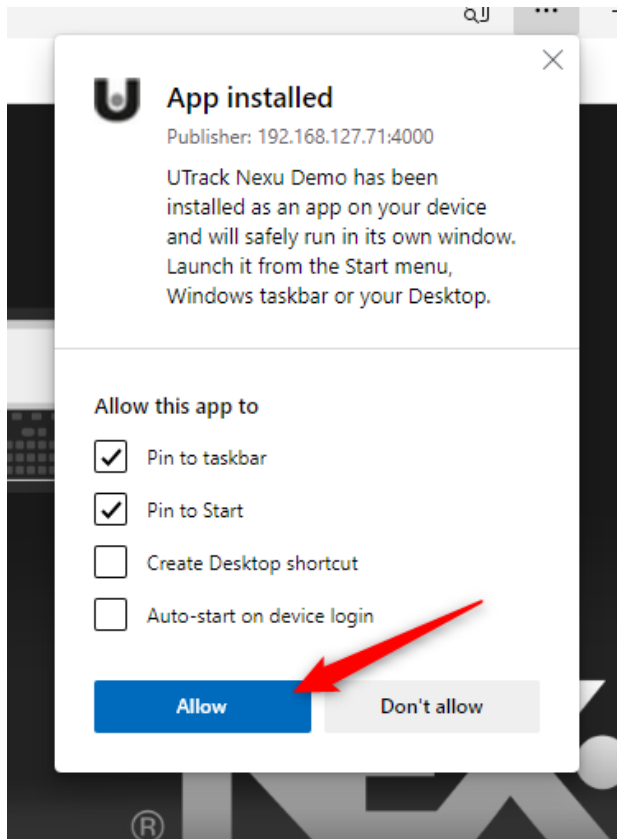 App installed
Publisher: 192.168.127.71:4000
UTrack Nexu Demo has been
installed as an app on your device
and will safely run in its own window.
Launch it from the Start menu,
Windows taskbar or your Desktop.
Allow this app to
Pin to taskbar
Pin to Start
Create Desktop shortcut
Auto-start on device login
Allow
Don't allow
®